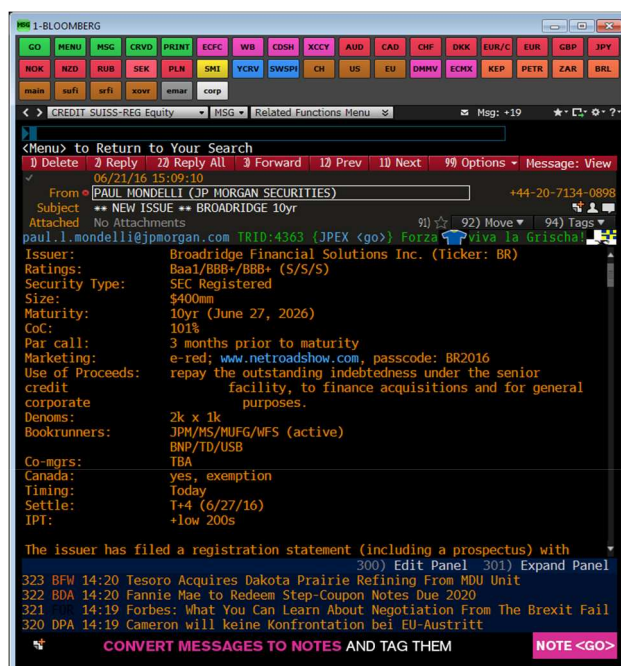 1-BLOOMBERG
GO MENU MSG CRVD PRINT ECFC WB CDSH XCCY AUD CAD CHF DKK EUR/C EUR GBP JPY
NOK NZD RUB SEK PLN SMI YCRV SWSPI CH US EU DMMV ECMX KEP PETR ZAR BRL
main sufi srfi xovr emar corp
< > CREDIT SUISS-REG Equity MSG Related Functions Menu Msg: +19
<Menu> to Return to Your Search
1) Delete 2) Reply 22) Reply All 3) Forward 12) Prev 11) Next 99) Options Message: View
06/21/16 15:09:10
From PAUL MONDELLI (JP MORGAN SECURITIES) +44-20-7134-0898
Subject ** NEW ISSUE ** BROADRIDGE 10yr
Attached No Attachments 91) 92) Move 94) Tags
paul.l.mondelli@jpmorgan.com TRID:4363 {JPEX <go>} Forza viva la Grischa!
Issuer: Broadridge Financial Solutions Inc. (Ticker: BR)
Ratings: Baa1/BBB+/BBB+ (S/S/S)
Security Type: SEC Registered
Size: $400mm
Maturity: 10yr (June 27, 2026)
CoC: 101%
Par call: 3 months prior to maturity
Marketing: e-red; www.netroadshow.com, passcode: BR2016
Use of Proceeds: repay the outstanding indebtedness under the senior
credit facility, to finance acquisitions and for general
corporate purposes.
Denoms: 2k x 1k
Bookrunners: JPM/MS/MUFG/WFS (active)
BNP/TD/USB
Co-mgrs: TBA
Canada: yes, exemption
Timing: Today
Settle: T+4 (6/27/16)
IPT: +low 200s
The issuer has filed a registration statement (including a prospectus) with
300) Edit Panel 301) Expand Panel
323 BFW 14:20 Tesoro Acquires Dakota Prairie Refining From MDU Unit
322 BDA 14:20 Fannie Mae to Redeem Step-Coupon Notes Due 2020
321 14:19 Forbes: What You Can Learn About Negotiation From The Brexit Fail
320 DPA 14:19 Cameron will keine Konfrontation bei EU-Austritt
CONVERT MESSAGES TO NOTES AND TAG THEM NOTE <GO>